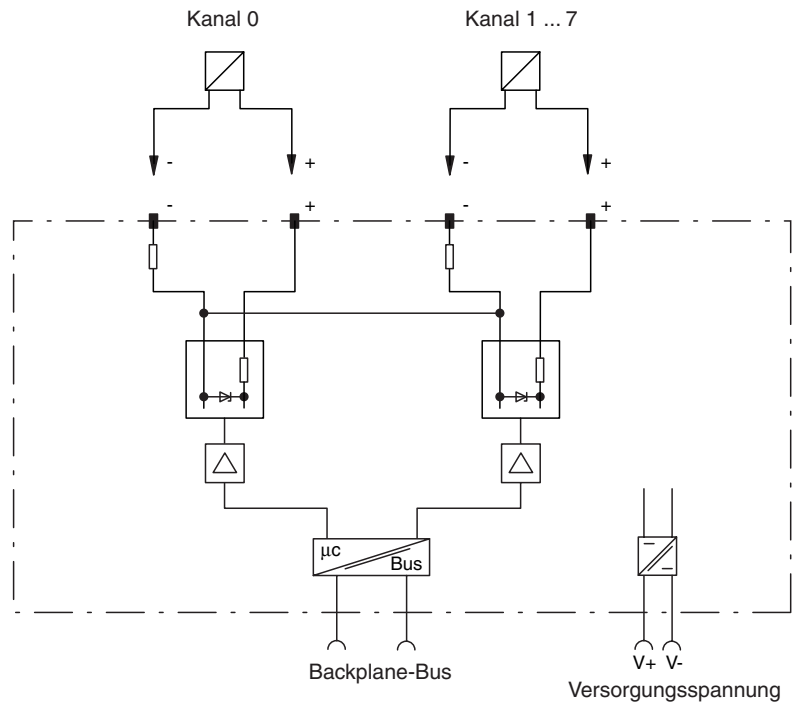 Kanal 0
Kanal 1 ... 7
- + - +
- + - +
µc
Bus
Backplane-Bus
V+ V-
Versorgungsspannung